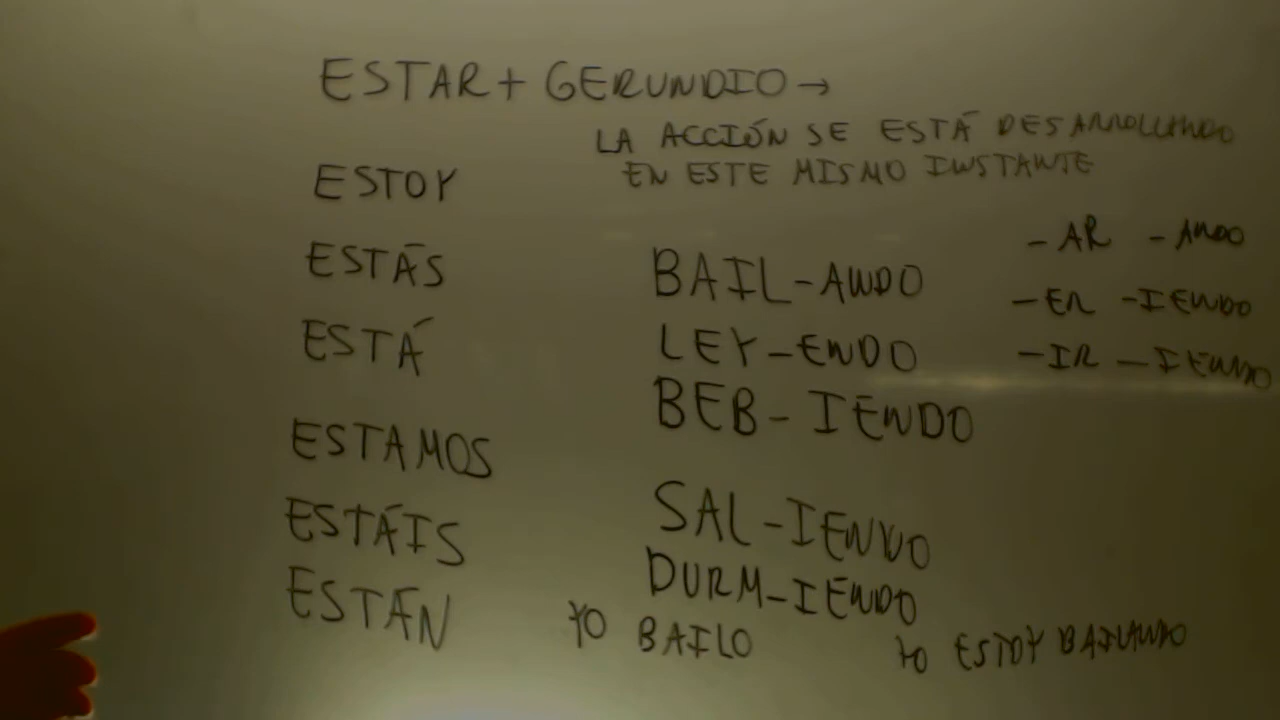 ESTAR + GERUNDIO →
LA ACCIÓN SE ESTÁ DESARROLLANDO
EN ESTE MISMO INSTANTE
ESTOY
ESTÁS
ESTÁ
ESTAMOS
ESTÁIS
ESTÁN
BAIL-ANDO
LEY-ENDO
BEB-IENDO
SAL-IENDO
DURM-IENDO
-AR -ANDO
-ER -IENDO
-IR -IENDO
YO BAILO
YO ESTOY BAILANDO